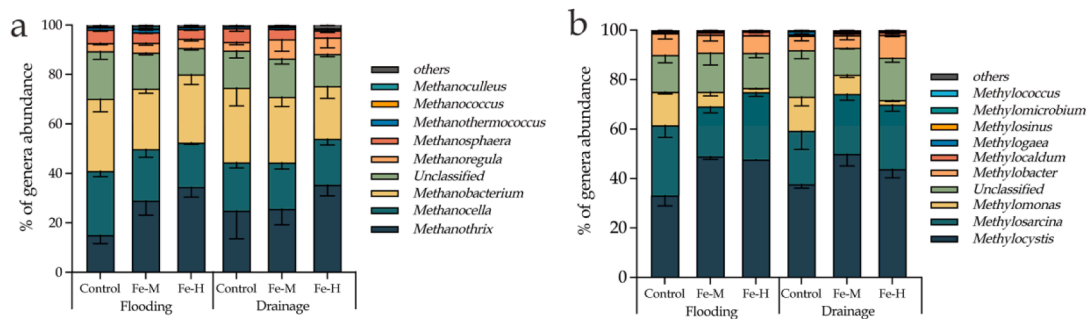 a
% of genera abundance
100
80
60
40
20
0
Control Fe-M Fe-H Control Fe-M Fe-H
Flooding Drainage
others
Methanoculleus
Methanococcus
Methanothermococcus
Methanosphaera
Methanoregula
Unclassified
Methanobacterium
Methanocella
Methanothrix
b
% of genera abundance
100
80
60
40
20
0
Control Fe-M Fe-H Control Fe-M Fe-H
Flooding Drainage
others
Methylococcus
Methylomicrobium
Methylosinus
Methylogaea
Methylocaldum
Methylobacter
Unclassified
Methylomonas
Methylosarcina
Methylocystis